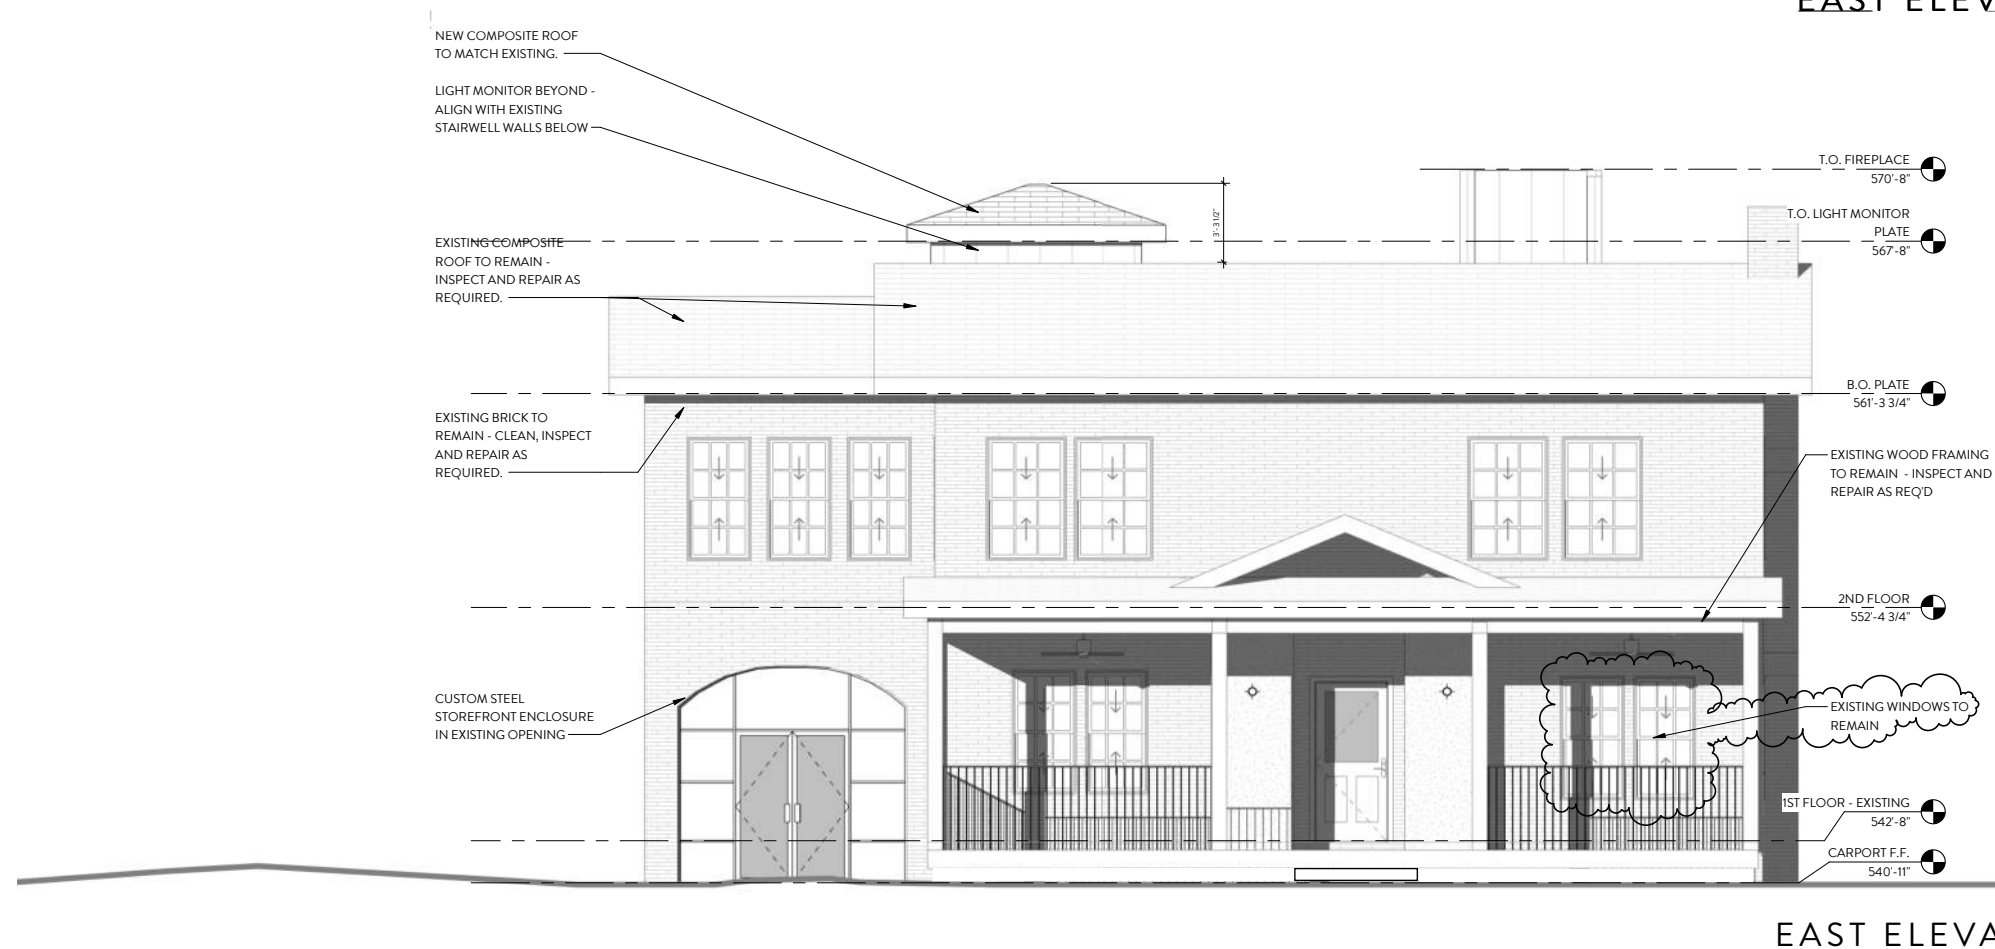 EAST ELEV
NEW COMPOSITE ROOF
TO MATCH EXISTING.
LIGHT MONITOR BEYOND -
ALIGN WITH EXISTING
STAIRWELL WALLS BELOW
T.O. FIREPLACE
570'-8"
3'-3 1/2"
T.O. LIGHT MONITOR
PLATE
567'-8"
EXISTING COMPOSITE
ROOF TO REMAIN -
INSPECT AND REPAIR AS
REQUIRED.
B.O. PLATE
561'-3 3/4"
EXISTING BRICK TO
REMAIN - CLEAN, INSPECT
AND REPAIR AS
REQUIRED.
EXISTING WOOD FRAMING
TO REMAIN - INSPECT AND
REPAIR AS REQ'D
2ND FLOOR
552'-4 3/4"
CUSTOM STEEL
STOREFRONT ENCLOSURE
IN EXISTING OPENING
EXISTING WINDOWS TO
REMAIN
1ST FLOOR - EXISTING
542'-8"
CARPORT F.F.
540'-11"
EAST ELEVA